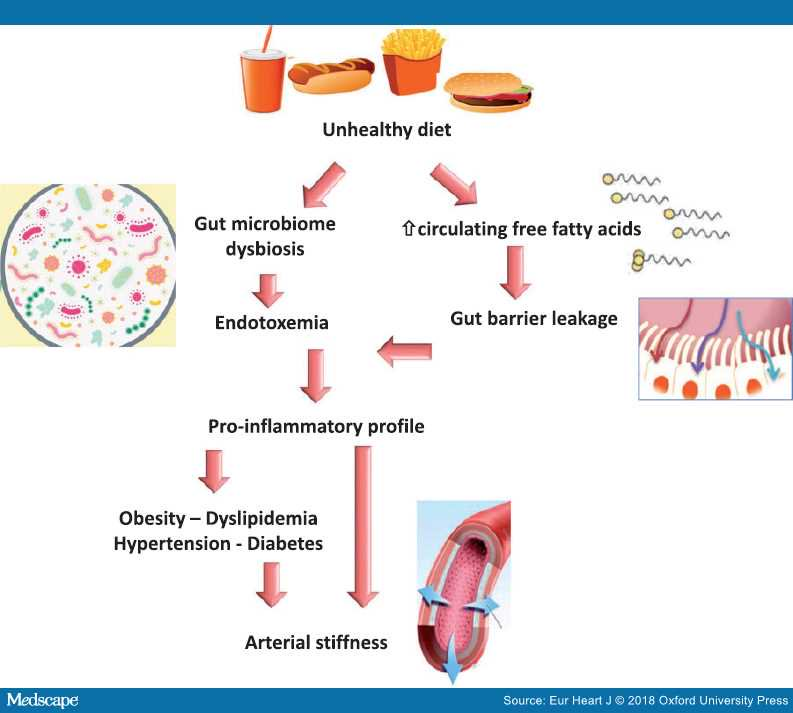 Unhealthy diet
Gut microbiome
dysbiosis
⇧circulating free fatty acids
Endotoxemia
Gut barrier leakage
Pro-inflammatory profile
Obesity – Dyslipidemia
Hypertension - Diabetes
Arterial stiffness
Medscape
Source: Eur Heart J © 2018 Oxford University Press